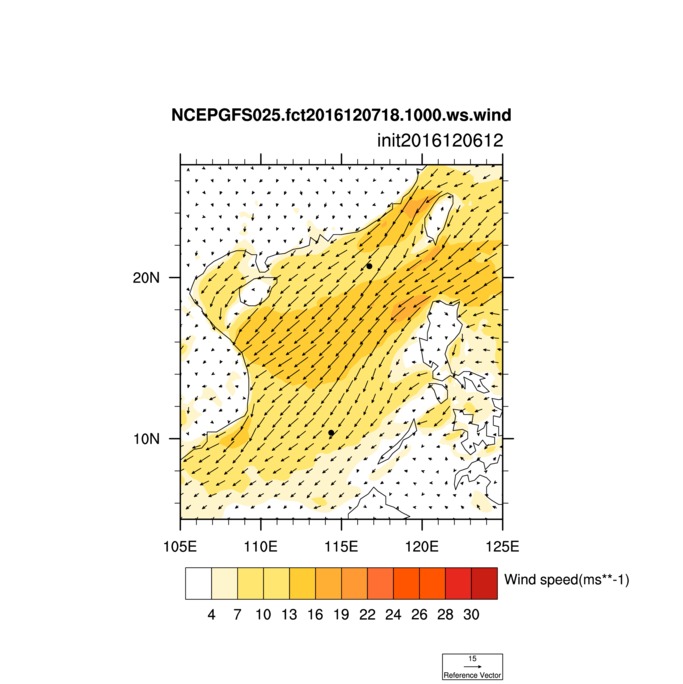 NCEPGFS025.fct2016120718.1000.ws.wind
init2016120612
20N
10N
105E 110E 115E 120E 125E
Wind speed(ms**-1)
4 7 10 13 16 19 22 24 26 28 30
15
Reference Vector